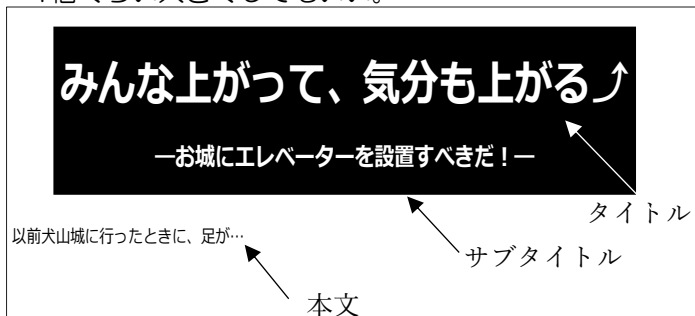 みんな上がって、気分も上がる⤴
―お城にエレベーターを設置すべきだ！―
タイトル
以前犬山城に行ったときに、足が…
サブタイトル
本文